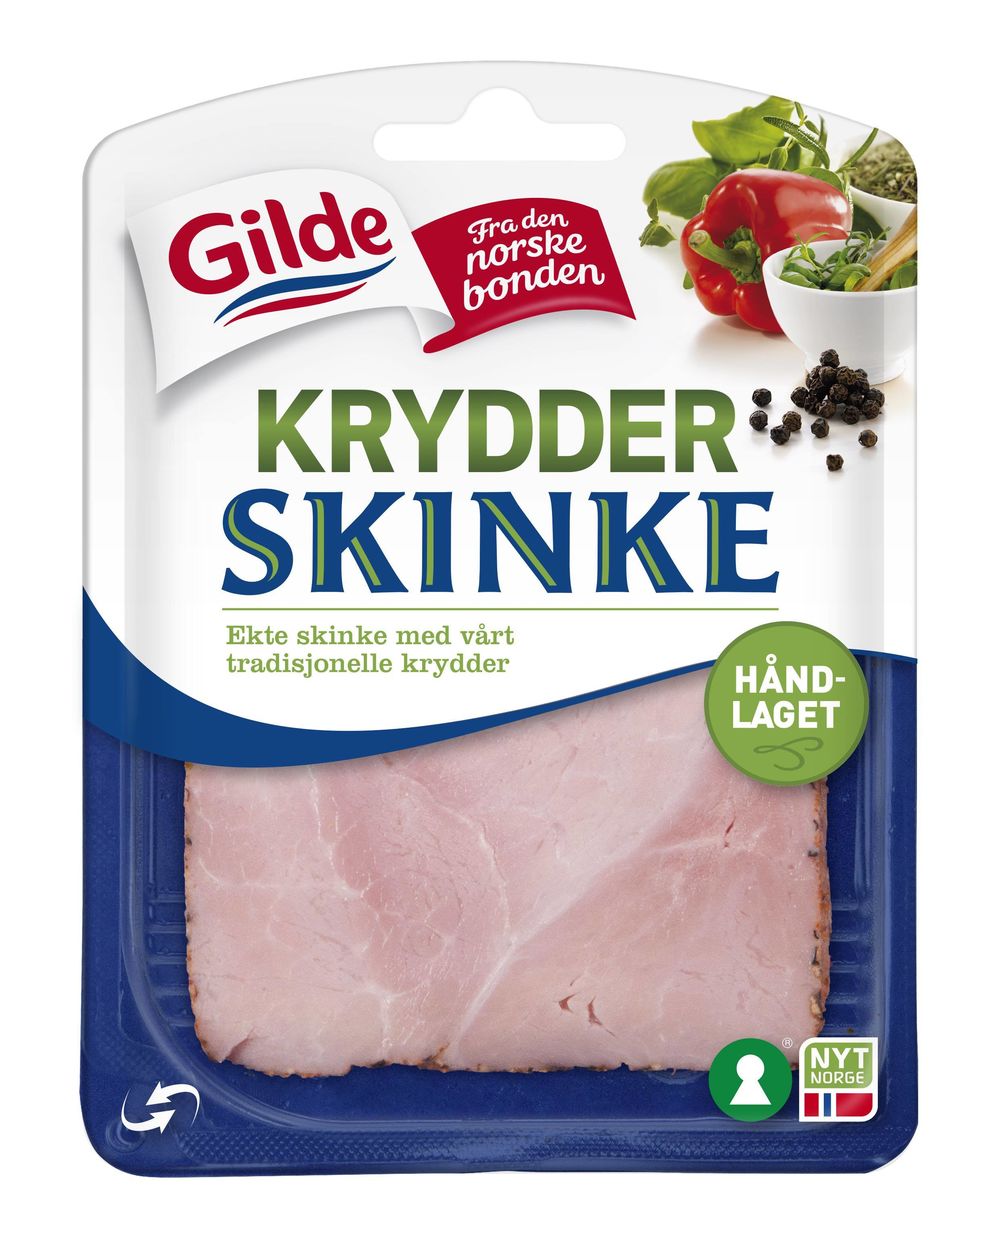 Gilde
Fra den
norske
bonden
KRYDDER
SKINKE
Ekte skinke med vårt
tradisjonelle krydder
HÅND-
LAGET
®
NYT
NORGE